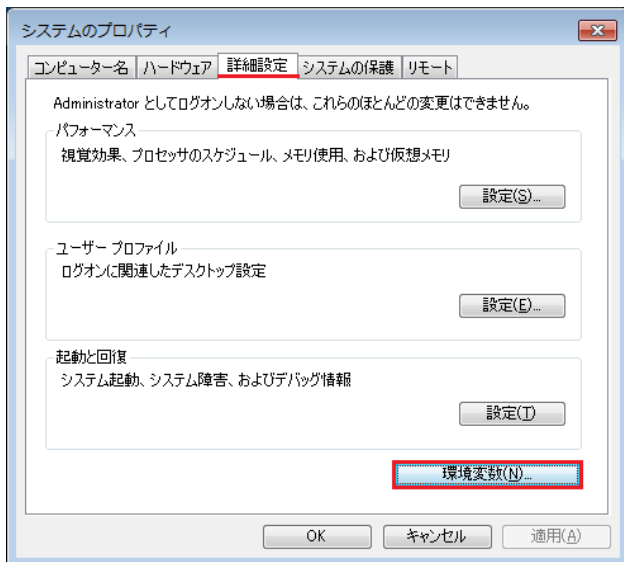 システムのプロパティ
コンピューター名 ハードウェア 詳細設定 システムの保護 リモート
Administrator としてログオンしない場合は、これらのほとんどの変更はできません。
パフォーマンス
視覚効果、プロセッサのスケジュール、メモリ使用、および仮想メモリ
設定(S)...
ユーザー プロファイル
ログオンに関連したデスクトップ設定
設定(E)...
起動と回復
システム起動、システム障害、およびデバッグ情報
設定(T)
環境変数(N)...
OK キャンセル 適用(A)